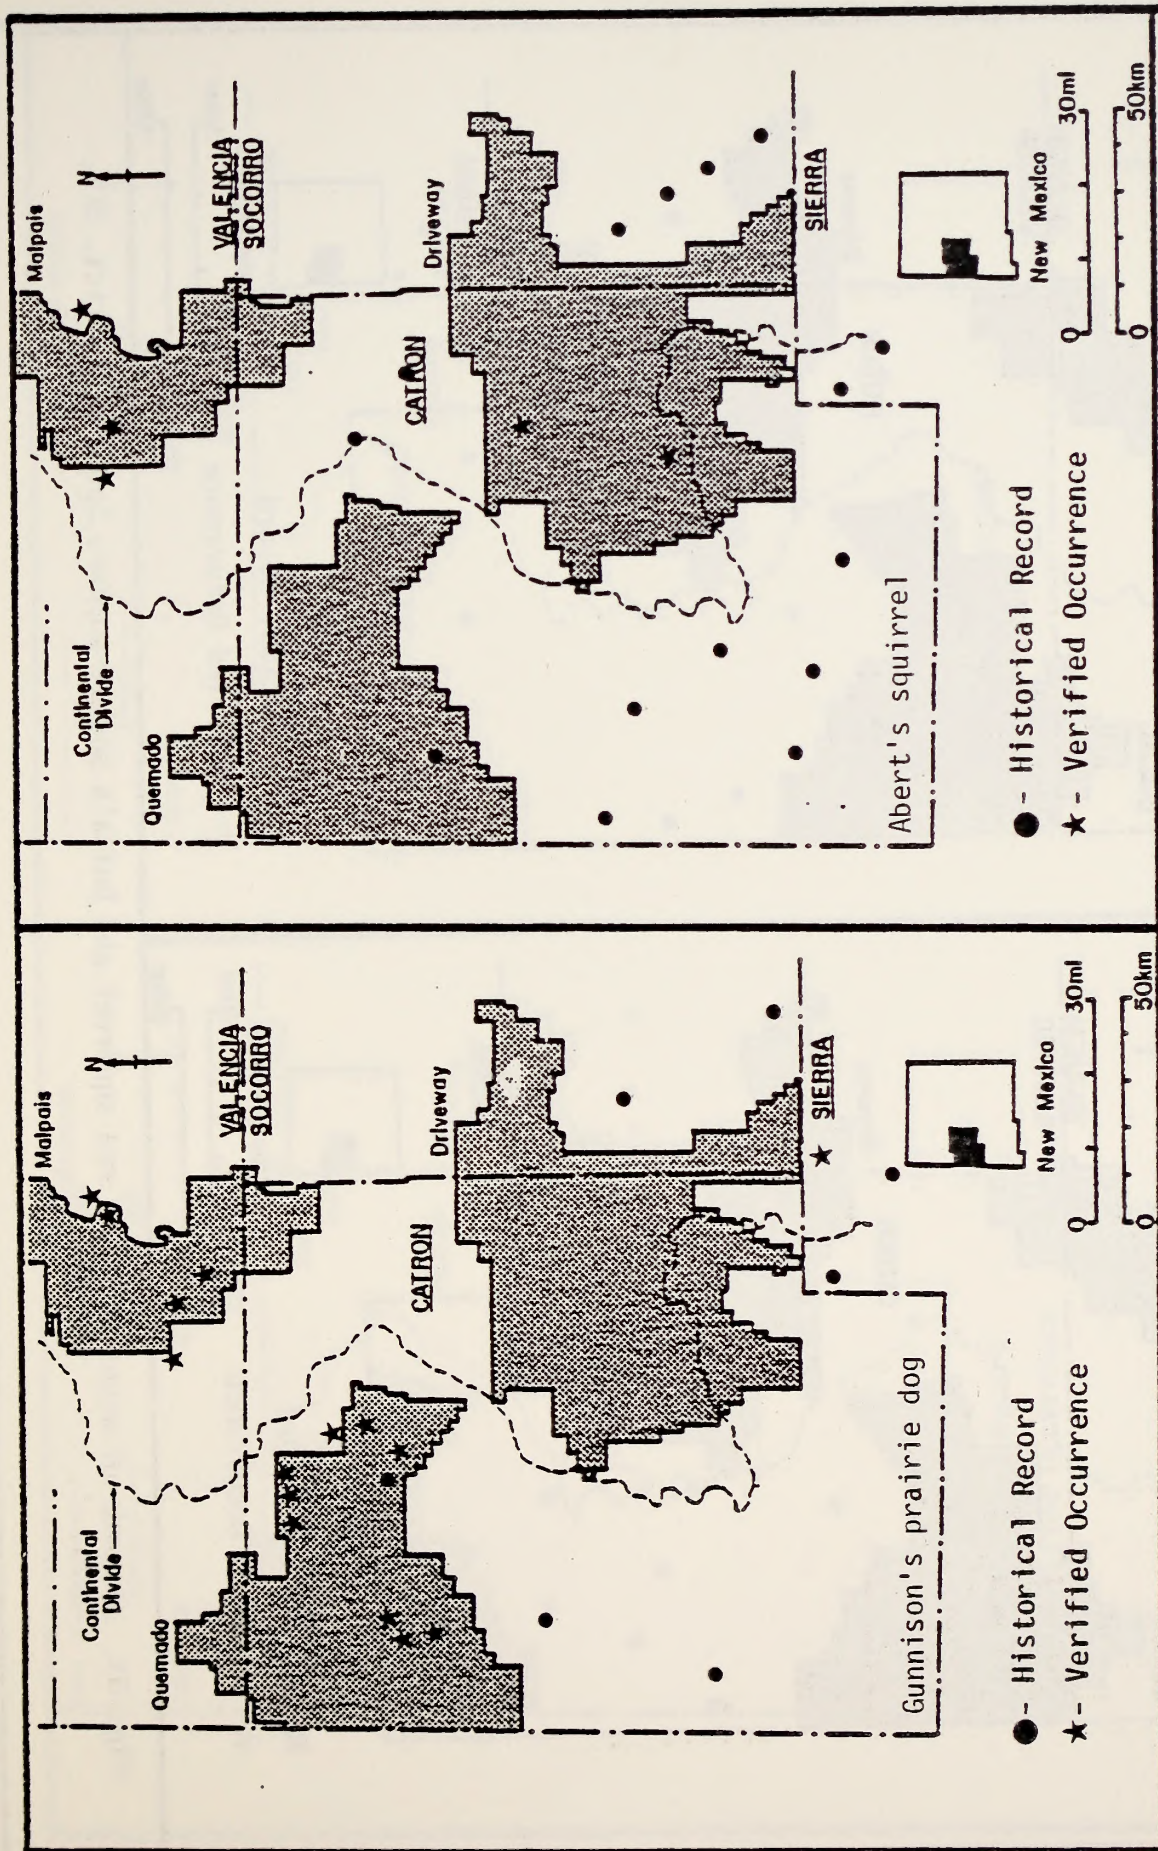 Quemado
Continental
Divide
Malpais
N
VALENCIA
SOCORRO
CATRON
Driveway
SIERRA
Gunnison's prairie dog
● - Historical Record
★ - Verified Occurrence
New Mexico
0 30mi
0 50km
Quemado
Continental
Divide
Malpais
N
VALENCIA
SOCORRO
CATRON
Driveway
SIERRA
Abert's squirrel
● - Historical Record
★ - Verified Occurrence
New Mexico
0 30mi
0 50km